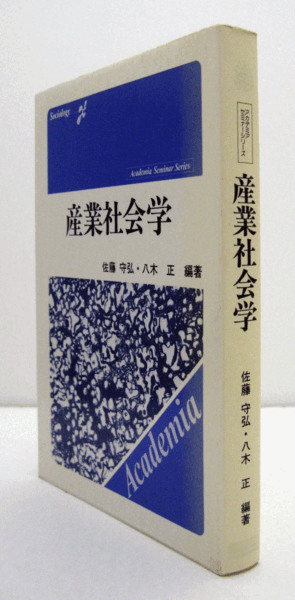 Sociology
Academia Seminar Series
産業社会学
佐藤 守弘・八木 正 編著
Academia
アカデミア
セミナーシリーズ
産業社会学
佐藤 守弘・八木 正 編著